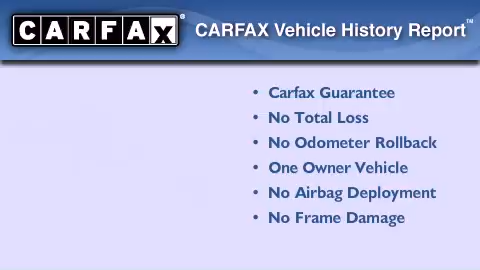 CARFAX® CARFAX Vehicle History Report™
• Carfax Guarantee
• No Total Loss
• No Odometer Rollback
• One Owner Vehicle
• No Airbag Deployment
• No Frame Damage